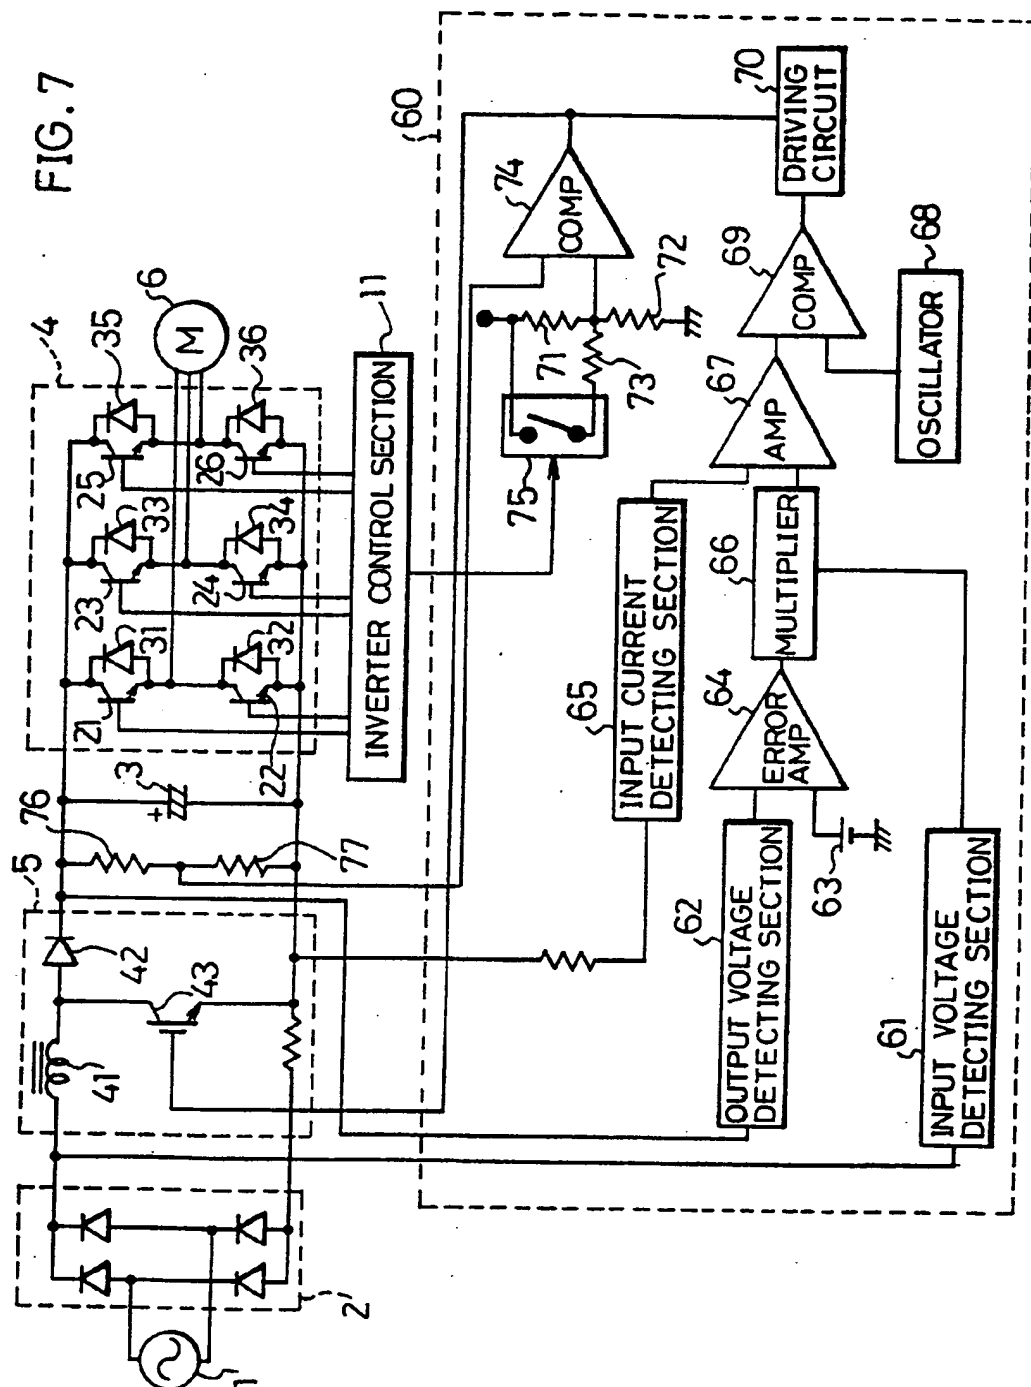 FIG. 7
4
6
M
35
36
25
26
33
34
23
24
31
32
21
22
11
INVERTER CONTROL SECTION
3
+
76
77
5
42
43
41
2
1
60
70
DRIVING
CIRCUIT
74
COMP
72
71
73
75
69
COMP
68
OSCILLATOR
67
AMP
66
MULTIPLIER
65
INPUT CURRENT
DETECTING SECTION
64
ERROR
AMP
63
62
OUTPUT VOLTAGE
DETECTING SECTION
61
INPUT VOLTAGE
DETECTING SECTION